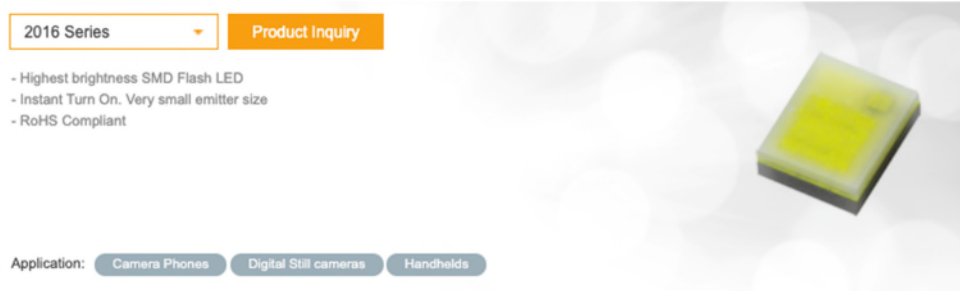 2016 Series
Product Inquiry
- Highest brightness SMD Flash LED
- Instant Turn On. Very small emitter size
- RoHS Compliant
Application: Camera Phones Digital Still cameras Handhelds